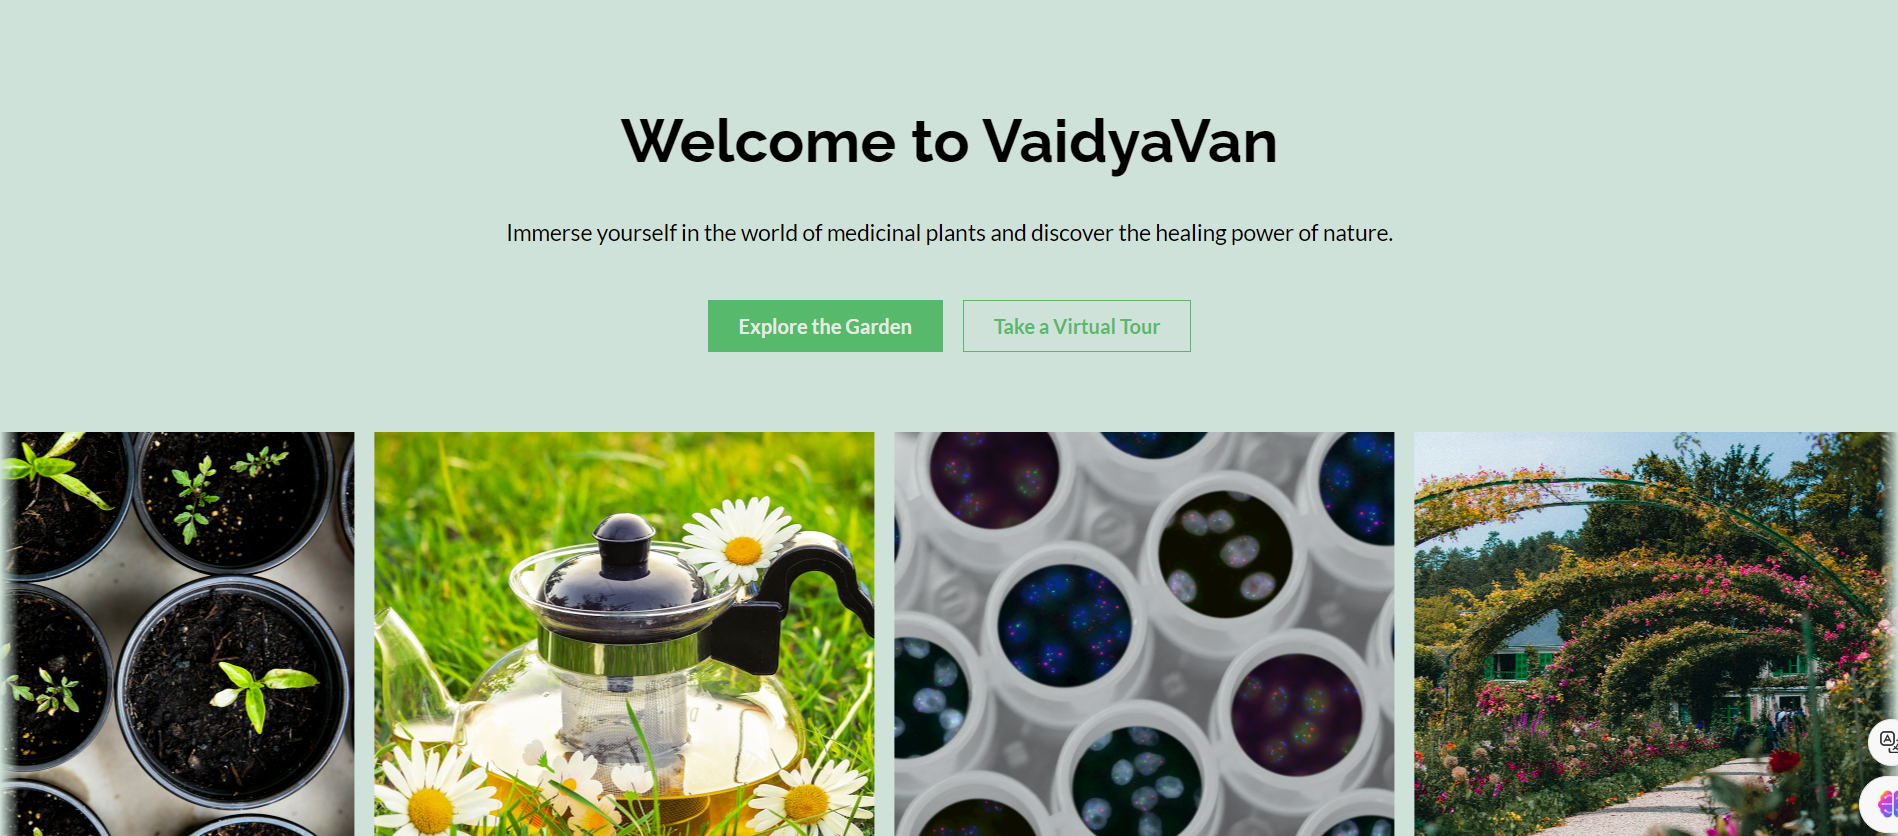 Welcome to VaidyaVan
Immerse yourself in the world of medicinal plants and discover the healing power of nature.
Explore the Garden
Take a Virtual Tour
A